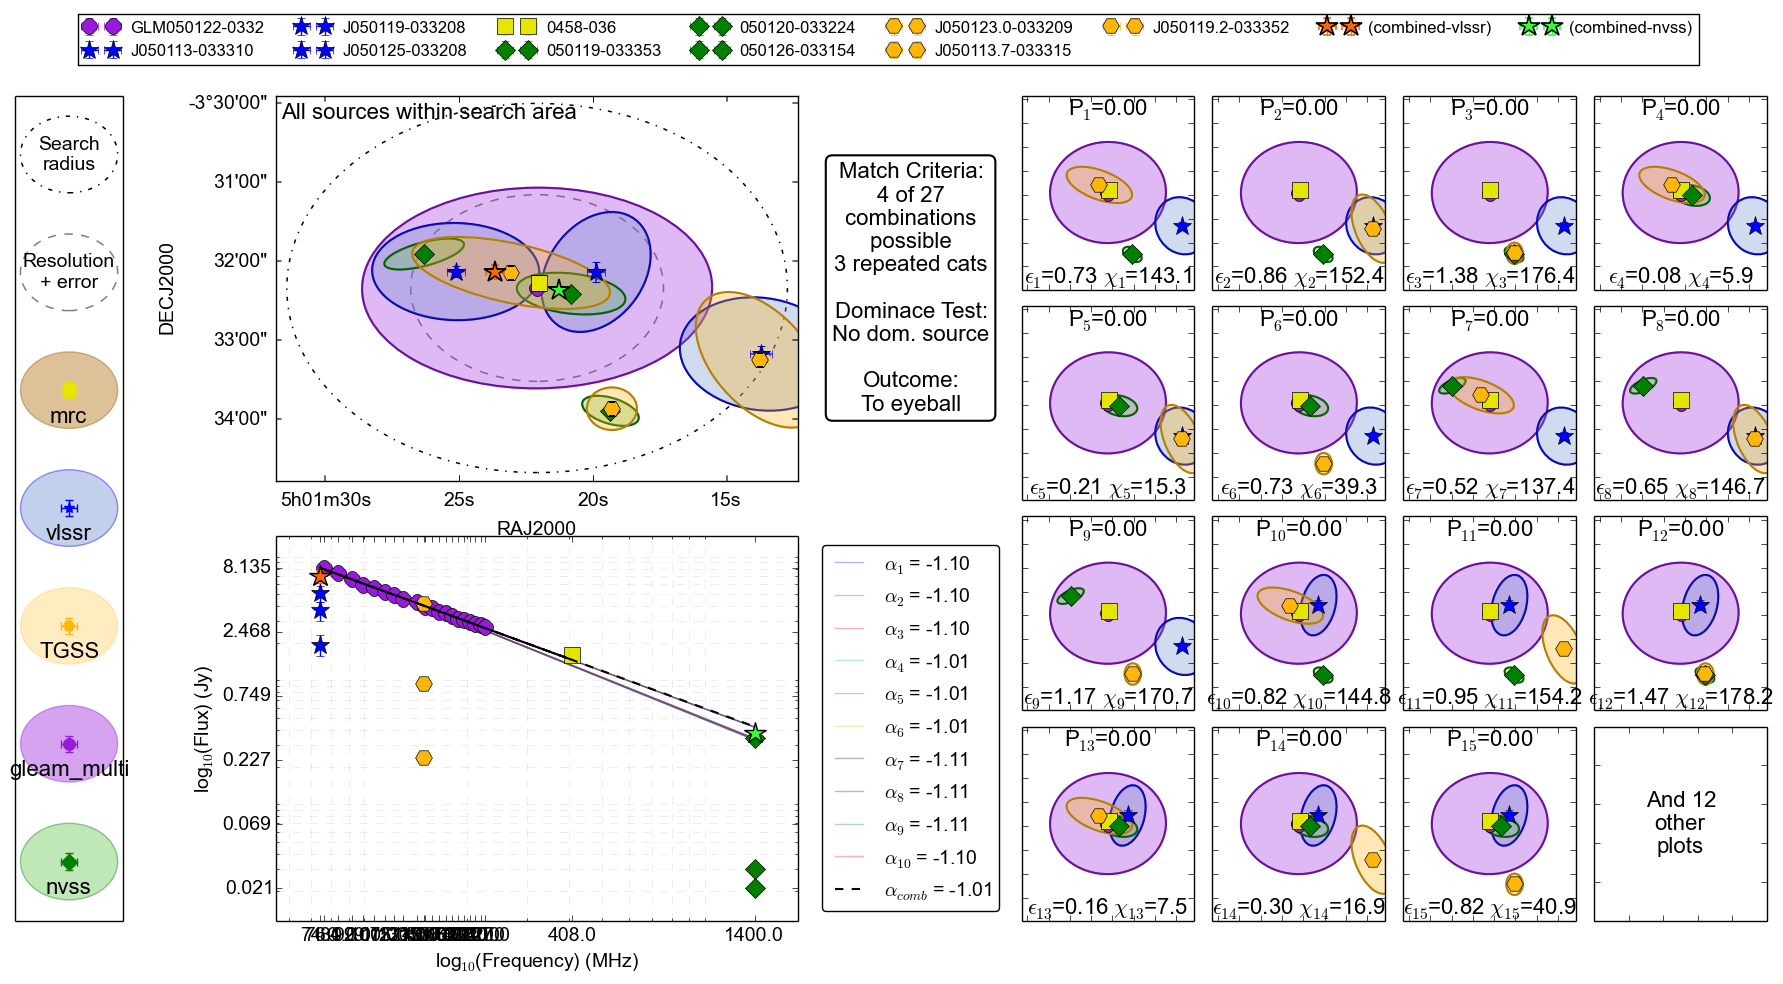 GLM050122-0332
J050119-033208
0458-036
050120-033224
J050123.0-033209
J050119.2-033352
(combined-vlssr)
(combined-nvss)
J050113-033310
J050125-033208
050119-033353
050126-033154
J050113.7-033315
Search
radius
Resolution
+ error
mrc
vlssr
TGSS
gleam_multi
nvss
All sources within search area
-3°30'00"
31'00"
32'00"
33'00"
34'00"
DECJ2000
5h01m30s
25s
20s
15s
RAJ2000
Match Criteria:
4 of 27
combinations
possible
3 repeated cats
Dominace Test:
No dom. source
Outcome:
To eyeball
8.135
2.468
0.749
0.227
0.069
0.021
log10(Flux) (Jy)
408.0
1400.0
log10(Frequency) (MHz)
α1 = -1.10
α2 = -1.10
α3 = -1.10
α4 = -1.01
α5 = -1.01
α6 = -1.01
α7 = -1.11
α8 = -1.11
α9 = -1.11
α10 = -1.10
αcomb = -1.01
P1=0.00
ϵ1=0.73 χ1=143.1
P2=0.00
ϵ2=0.86 χ2=152.4
P3=0.00
ϵ3=1.38 χ3=176.4
P4=0.00
ϵ4=0.08 χ4=5.9
P5=0.00
ϵ5=0.21 χ5=15.3
P6=0.00
ϵ6=0.73 χ6=39.3
P7=0.00
ϵ7=0.52 χ7=137.4
P8=0.00
ϵ8=0.65 χ8=146.7
P9=0.00
ϵ9=1.17 χ9=170.7
P10=0.00
ϵ10=0.82 χ10=144.8
P11=0.00
ϵ11=0.95 χ11=154.2
P12=0.00
ϵ12=1.47 χ12=178.2
P13=0.00
ϵ13=0.16 χ13=7.5
P14=0.00
ϵ14=0.30 χ14=16.9
P15=0.00
ϵ15=0.82 χ15=40.9
And 12
other
plots